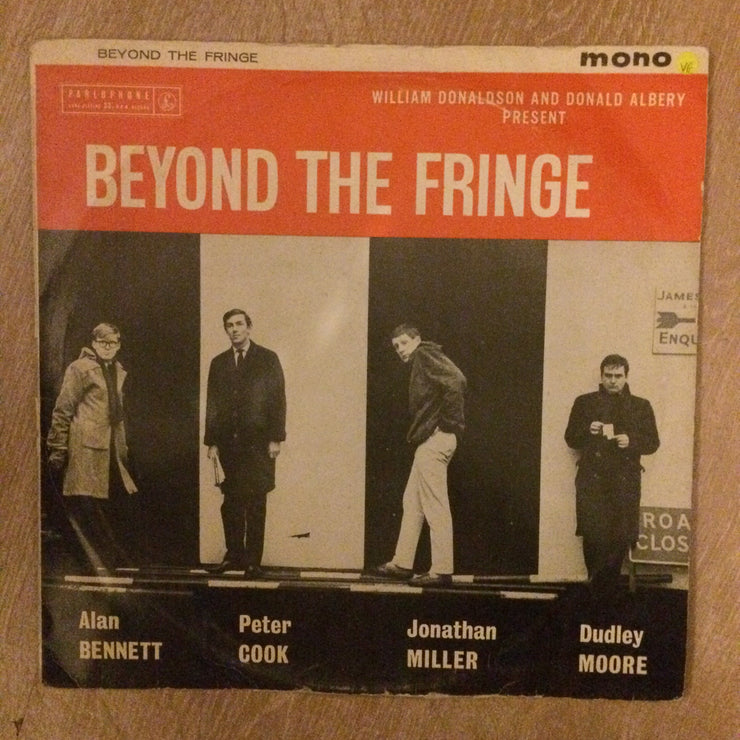 BEYOND THE FRINGE
mono
VE
PARLOPHONE
WILLIAM DONALDSON AND DONALD ALBERY
PRESENT
BEYOND THE FRINGE
JAMES
ENQU
ROA
CLOS
Alan
BENNETT
Peter
COOK
Jonathan
MILLER
Dudley
MOORE